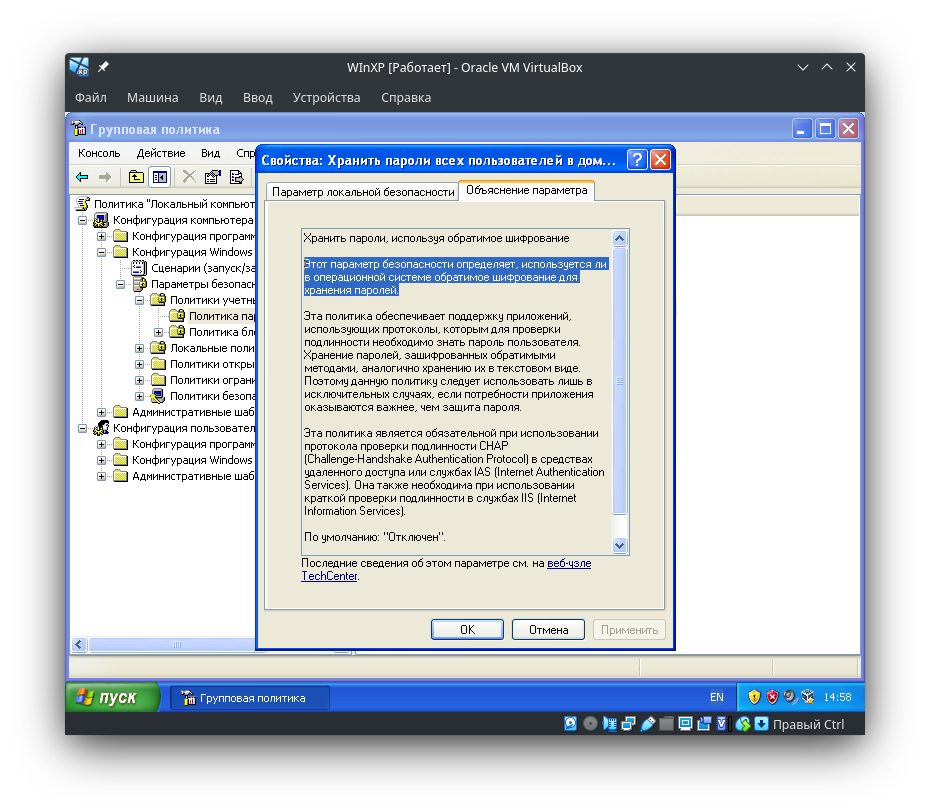 WInXP [Работает] - Oracle VM VirtualBox
Файл Машина Вид Ввод Устройства Справка
Групповая политика
Консоль Действие Вид Спр
Свойства: Хранить пароли всех пользователей в дом...
Параметр локальной безопасности Объяснение параметра
Политика "Локальный компьют
Конфигурация компьютера
Конфигурация програм
Конфигурация Windows
Сценарии (запуск/за
Параметры безопасн
Политики учетны
Политика пар
Политика бло
Локальные поли
Политики откры
Политики ограни
Политики безопа
Административные шаб
Конфигурация пользовател
Конфигурация програм
Конфигурация Windows
Административные шаб
Хранить пароли, используя обратимое шифрование
Этот параметр безопасности определяет, используется ли
в операционной системе обратимое шифрование для
хранения паролей.
Эта политика обеспечивает поддержку приложений,
использующих протоколы, которым для проверки
подлинности необходимо знать пароль пользователя.
Хранение паролей, зашифрованных обратимыми
методами, аналогично хранению их в текстовом виде.
Поэтому данную политику следует использовать лишь в
исключительных случаях, если потребности приложения
оказываются важнее, чем защита пароля.
Эта политика является обязательной при использовании
протокола проверки подлинности CHAP
(Challenge-Handshake Authentication Protocol) в средствах
удаленного доступа или службах IAS (Internet Authentication
Services). Она также необходима при использовании
краткой проверки подлинности в службах IIS (Internet
Information Services).
По умолчанию: "Отключен".
Последние сведения об этом параметре см. на веб-узле
TechCenter.
OK Отмена Применить
пуск Групповая политика EN 14:58
Правый Ctrl